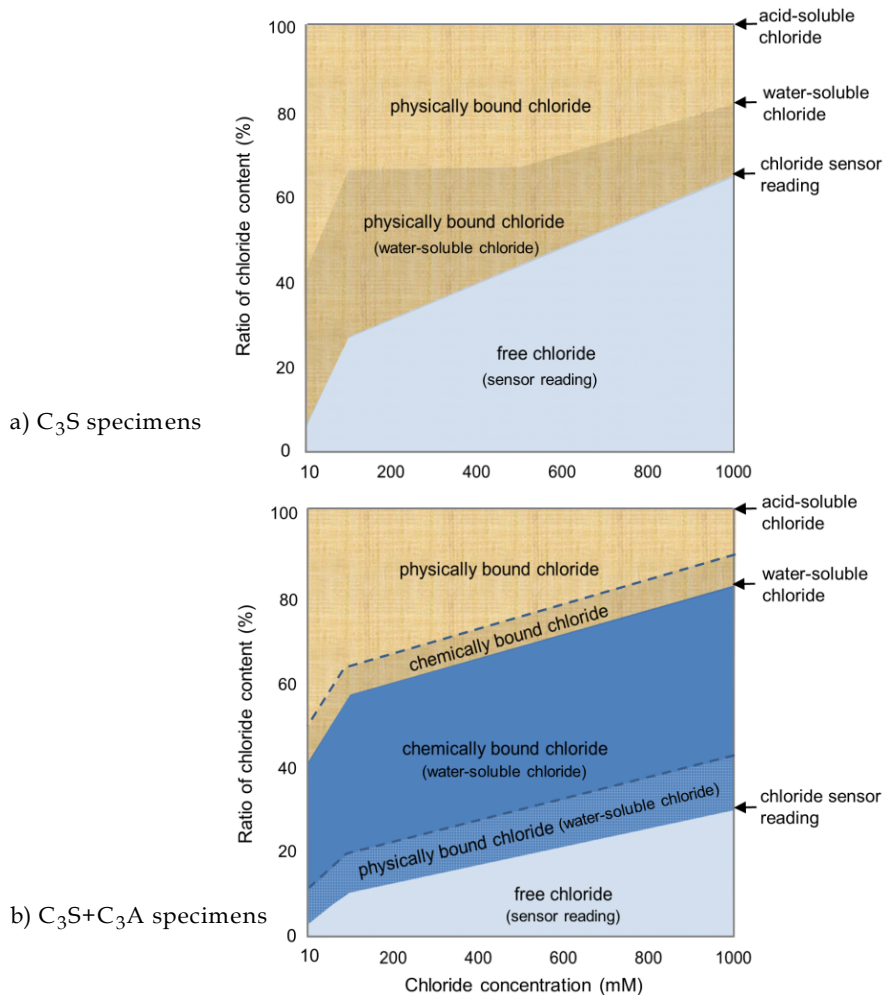 100
acid-soluble
chloride
80
physically bound chloride
water-soluble
chloride
chloride sensor
reading
60
physically bound chloride
(water-soluble chloride)
Ratio of chloride content (%)
40
free chloride
(sensor reading)
20
a) C₃S specimens
0
10 200 400 600 800 1000
100
acid-soluble
chloride
physically bound chloride
water-soluble
chloride
80
chemically bound chloride
60
Ratio of chloride content (%)
chemically bound chloride
(water-soluble chloride)
40
chloride sensor
reading
physically bound chloride (water-soluble chloride)
20
free chloride
(sensor reading)
b) C₃S+C₃A specimens
0
10 200 400 600 800 1000
Chloride concentration (mM)